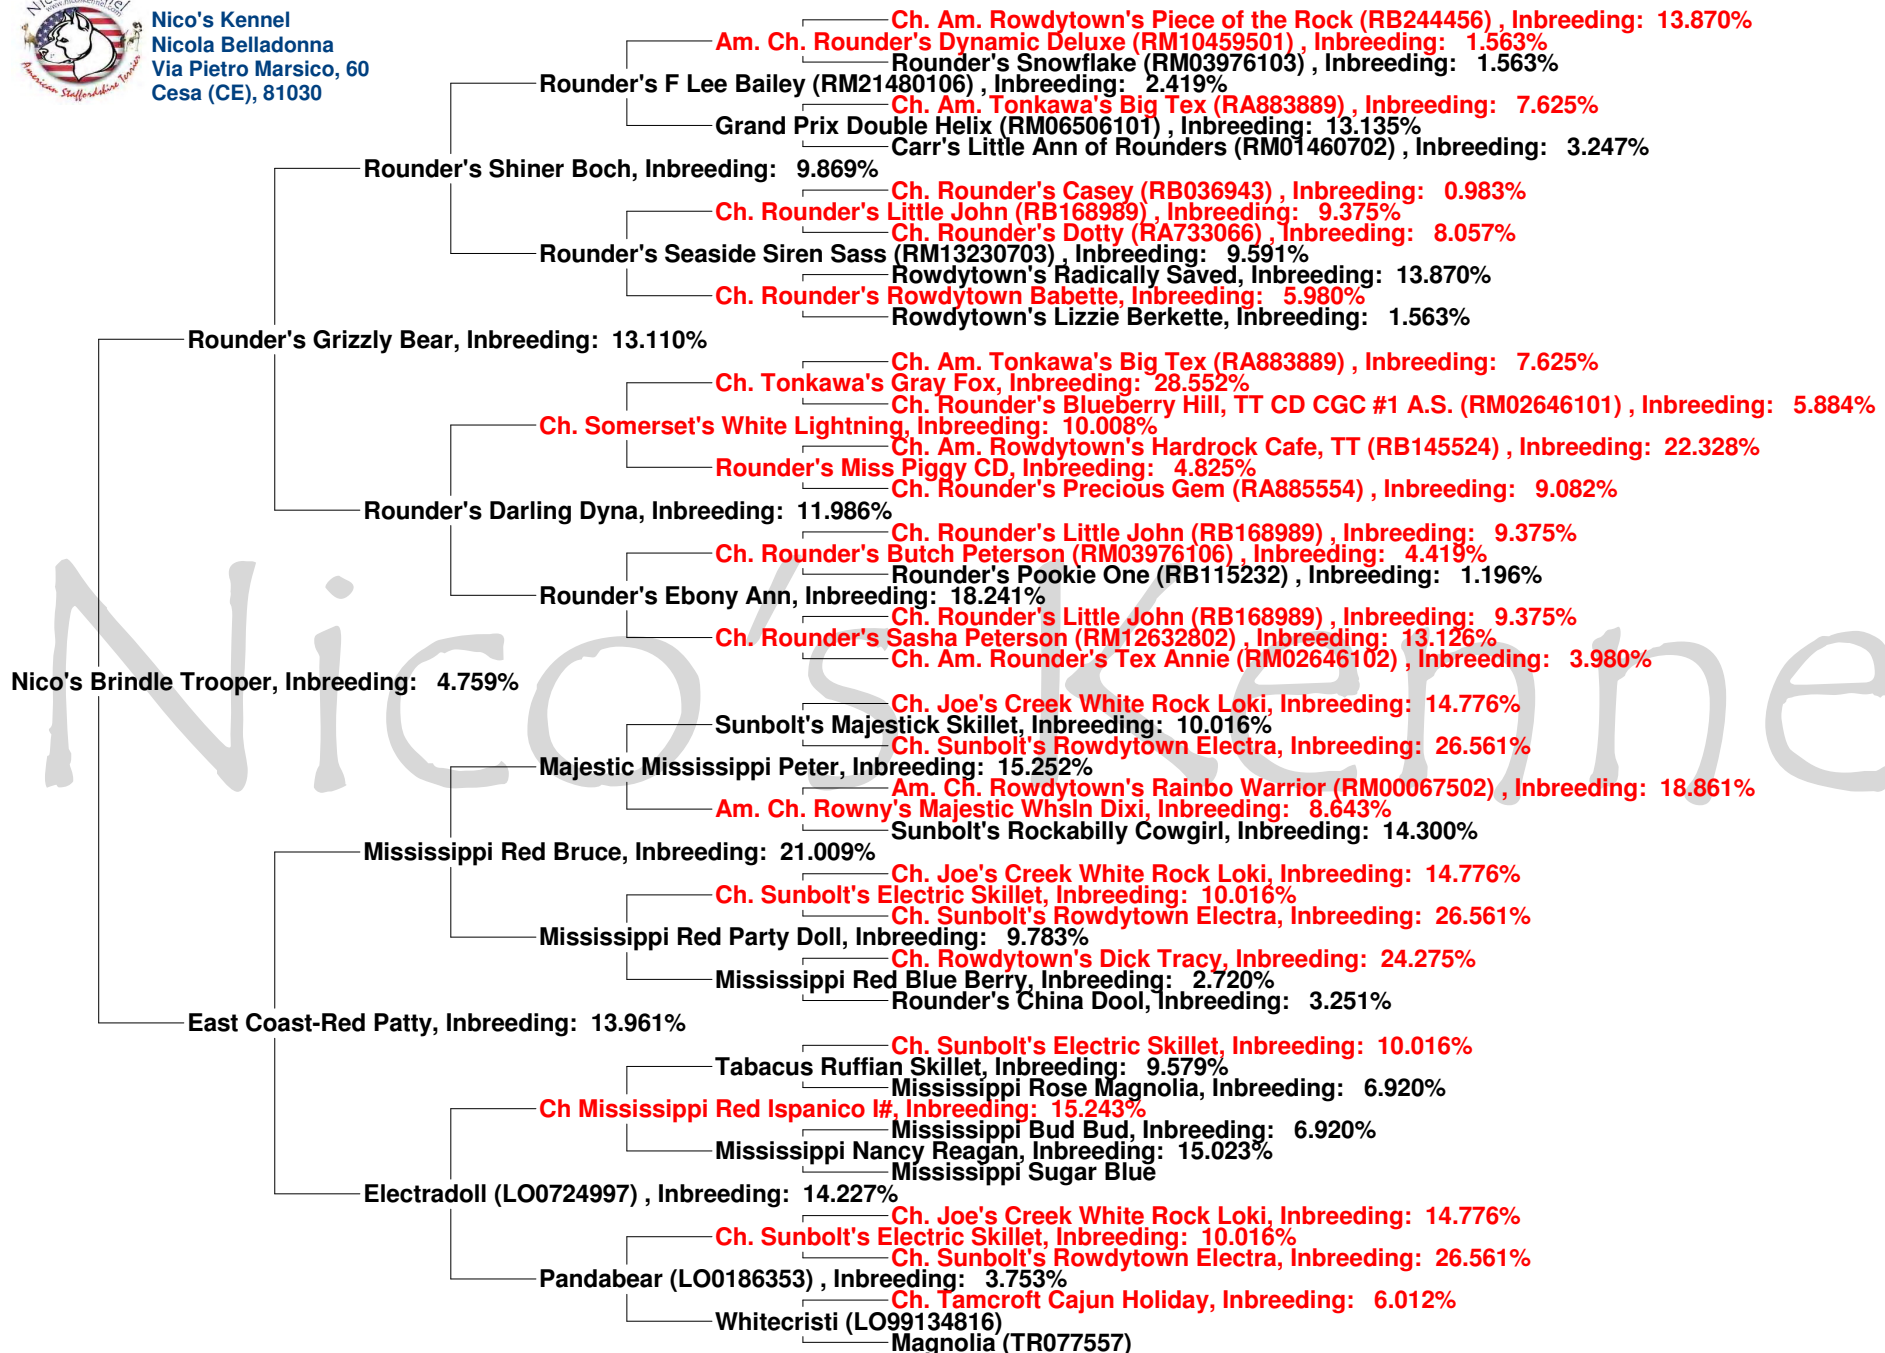 Nico's Kennel
www.nicoskennel.com
American Staffordshire Terrier
Nico's Kennel
Nicola Belladonna
Via Pietro Marsico, 60
Cesa (CE), 81030
Ch. Am. Rowdytown's Piece of the Rock (RB244456) , Inbreeding: 13.870%
Am. Ch. Rounder's Dynamic Deluxe (RM10459501) , Inbreeding: 1.563%
Rounder's Snowflake (RM03976103) , Inbreeding: 1.563%
Rounder's F Lee Bailey (RM21480106) , Inbreeding: 2.419%
Ch. Am. Tonkawa's Big Tex (RA883889) , Inbreeding: 7.625%
Grand Prix Double Helix (RM06506101) , Inbreeding: 13.135%
Carr's Little Ann of Rounders (RM01460702) , Inbreeding: 3.247%
Rounder's Shiner Boch, Inbreeding: 9.869%
Ch. Rounder's Casey (RB036943) , Inbreeding: 0.983%
Ch. Rounder's Little John (RB168989) , Inbreeding: 9.375%
Ch. Rounder's Dotty (RA733066) , Inbreeding: 8.057%
Rounder's Seaside Siren Sass (RM13230703) , Inbreeding: 9.591%
Rowdytown's Radically Saved, Inbreeding: 13.870%
Ch. Rounder's Rowdytown Babette, Inbreeding: 5.980%
Rowdytown's Lizzie Berkette, Inbreeding: 1.563%
Rounder's Grizzly Bear, Inbreeding: 13.110%
Ch. Am. Tonkawa's Big Tex (RA883889) , Inbreeding: 7.625%
Ch. Tonkawa's Gray Fox, Inbreeding: 28.552%
Ch. Rounder's Blueberry Hill, TT CD CGC #1 A.S. (RM02646101) , Inbreeding: 5.884%
Ch. Somerset's White Lightning, Inbreeding: 10.008%
Ch. Am. Rowdytown's Hardrock Cafe, TT (RB145524) , Inbreeding: 22.328%
Rounder's Miss Piggy CD, Inbreeding: 4.825%
Ch. Rounder's Precious Gem (RA885554) , Inbreeding: 9.082%
Rounder's Darling Dyna, Inbreeding: 11.986%
Ch. Rounder's Little John (RB168989) , Inbreeding: 9.375%
Ch. Rounder's Butch Peterson (RM03976106) , Inbreeding: 4.419%
Rounder's Pookie One (RB115232) , Inbreeding: 1.196%
Rounder's Ebony Ann, Inbreeding: 18.241%
Ch. Rounder's Little John (RB168989) , Inbreeding: 9.375%
Ch. Rounder's Sasha Peterson (RM12632802) , Inbreeding: 13.126%
Ch. Am. Rounder's Tex Annie (RM02646102) , Inbreeding: 3.980%
Nico's Brindle Trooper, Inbreeding: 4.759%
Nico's Kenne
Ch. Joe's Creek White Rock Loki, Inbreeding: 14.776%
Sunbolt's Majestick Skillet, Inbreeding: 10.016%
Ch. Sunbolt's Rowdytown Electra, Inbreeding: 26.561%
Majestic Mississippi Peter, Inbreeding: 15.252%
Am. Ch. Rowdytown's Rainbo Warrior (RM00067502) , Inbreeding: 18.861%
Am. Ch. Rowny's Majestic Whsln Dixi, Inbreeding: 8.643%
Sunbolt's Rockabilly Cowgirl, Inbreeding: 14.300%
Mississippi Red Bruce, Inbreeding: 21.009%
Ch. Joe's Creek White Rock Loki, Inbreeding: 14.776%
Ch. Sunbolt's Electric Skillet, Inbreeding: 10.016%
Ch. Sunbolt's Rowdytown Electra, Inbreeding: 26.561%
Mississippi Red Party Doll, Inbreeding: 9.783%
Ch. Rowdytown's Dick Tracy, Inbreeding: 24.275%
Mississippi Red Blue Berry, Inbreeding: 2.720%
Rounder's China Dool, Inbreeding: 3.251%
East Coast-Red Patty, Inbreeding: 13.961%
Ch. Sunbolt's Electric Skillet, Inbreeding: 10.016%
Tabacus Ruffian Skillet, Inbreeding: 9.579%
Mississippi Rose Magnolia, Inbreeding: 6.920%
Ch Mississippi Red Ispanico I#, Inbreeding: 15.243%
Mississippi Bud Bud, Inbreeding: 6.920%
Mississippi Nancy Reagan, Inbreeding: 15.023%
Mississippi Sugar Blue
Electradoll (LO0724997) , Inbreeding: 14.227%
Ch. Joe's Creek White Rock Loki, Inbreeding: 14.776%
Ch. Sunbolt's Electric Skillet, Inbreeding: 10.016%
Ch. Sunbolt's Rowdytown Electra, Inbreeding: 26.561%
Pandabear (LO0186353) , Inbreeding: 3.753%
Ch. Tamcroft Cajun Holiday, Inbreeding: 6.012%
Whitecristi (LO99134816)
Magnolia (TR077557)